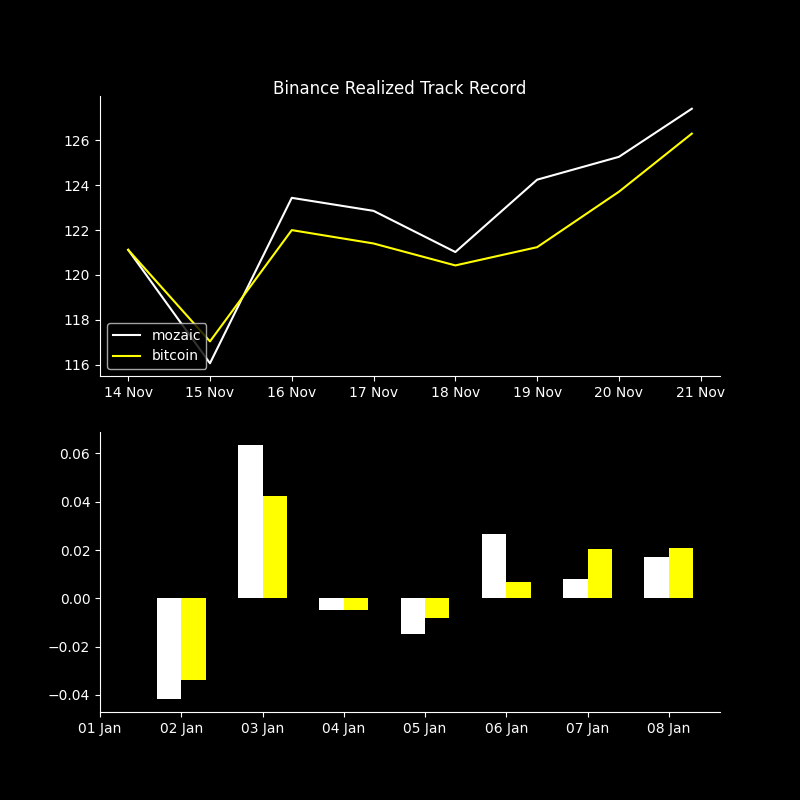 Binance Realized Track Record
126
124
122
120
118
116
mozaic
bitcoin
14 Nov 15 Nov 16 Nov 17 Nov 18 Nov 19 Nov 20 Nov 21 Nov
0.06
0.04
0.02
0.00
−0.02
−0.04
01 Jan 02 Jan 03 Jan 04 Jan 05 Jan 06 Jan 07 Jan 08 Jan